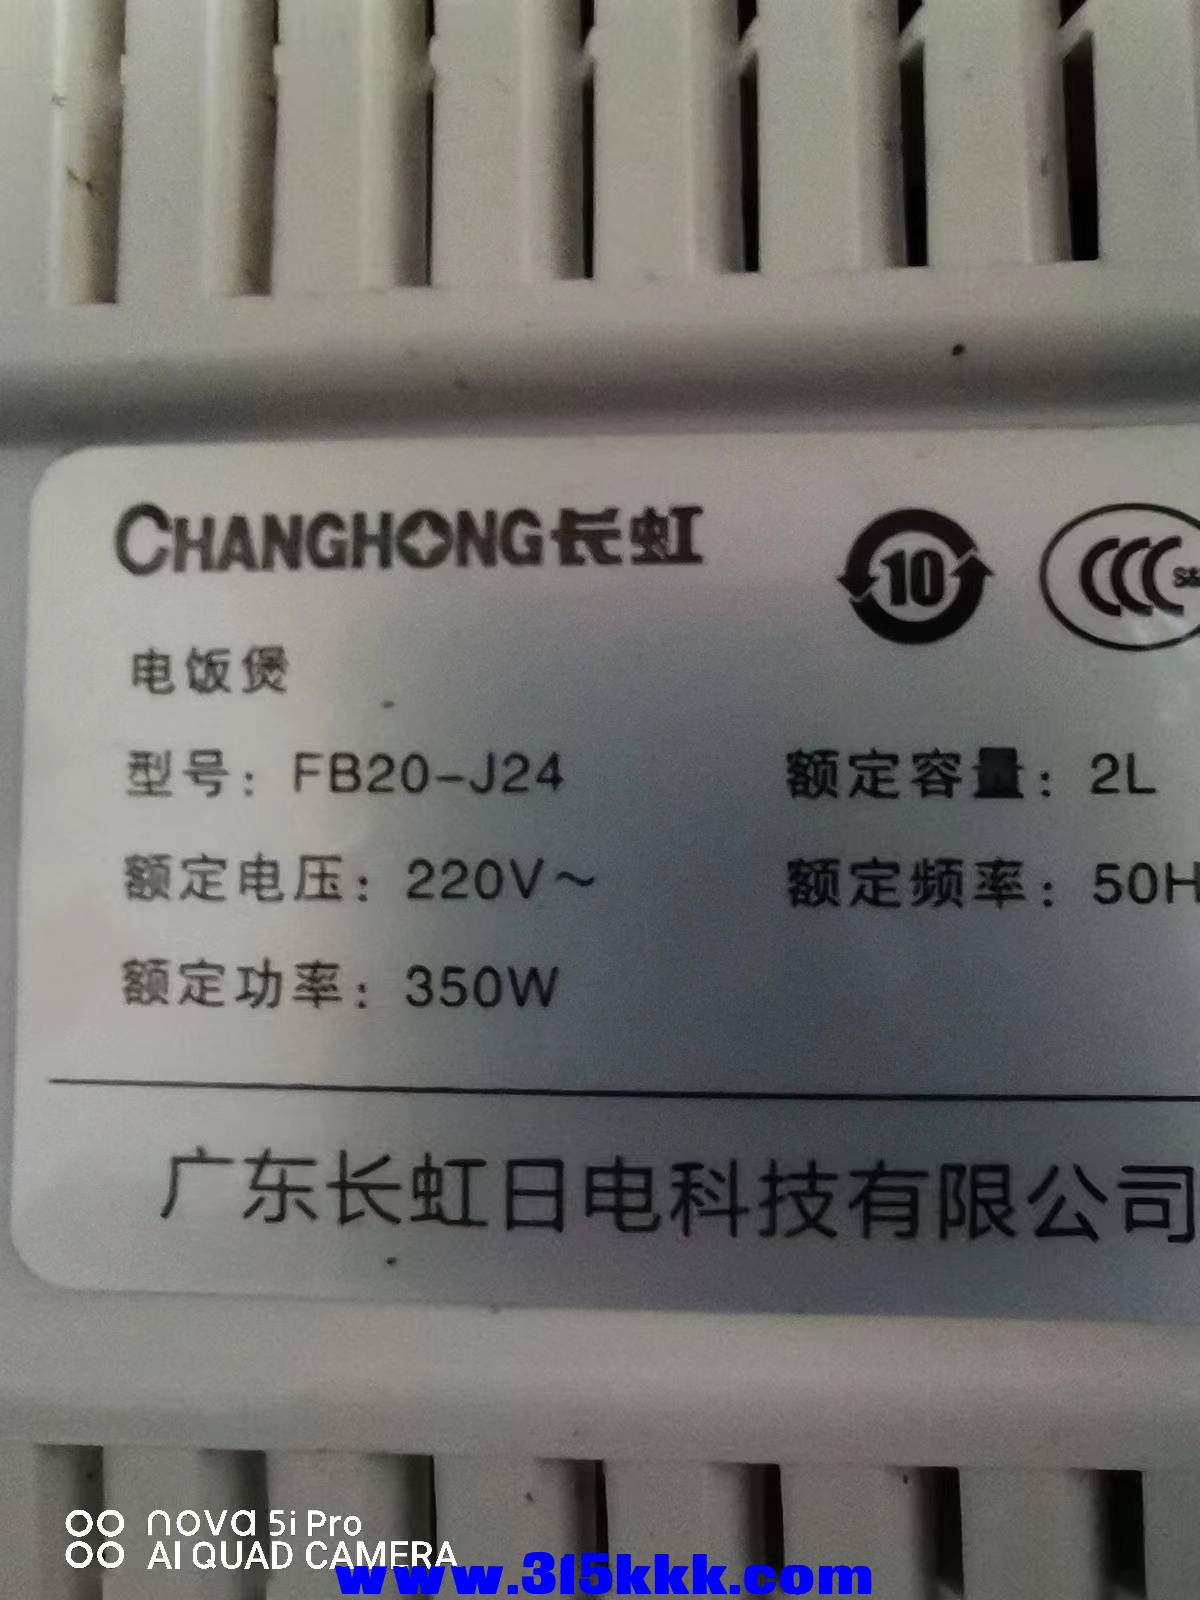 CHANGHONG长虹
10
CCC
S&
电饭煲
型号：FB20-J24
额定容量：2L
额定电压：220V～
额定频率：50H
额定功率：350W
广东长虹日电科技有限公司
nova 5i Pro
AI QUAD CAMERA
www.315kkk.com